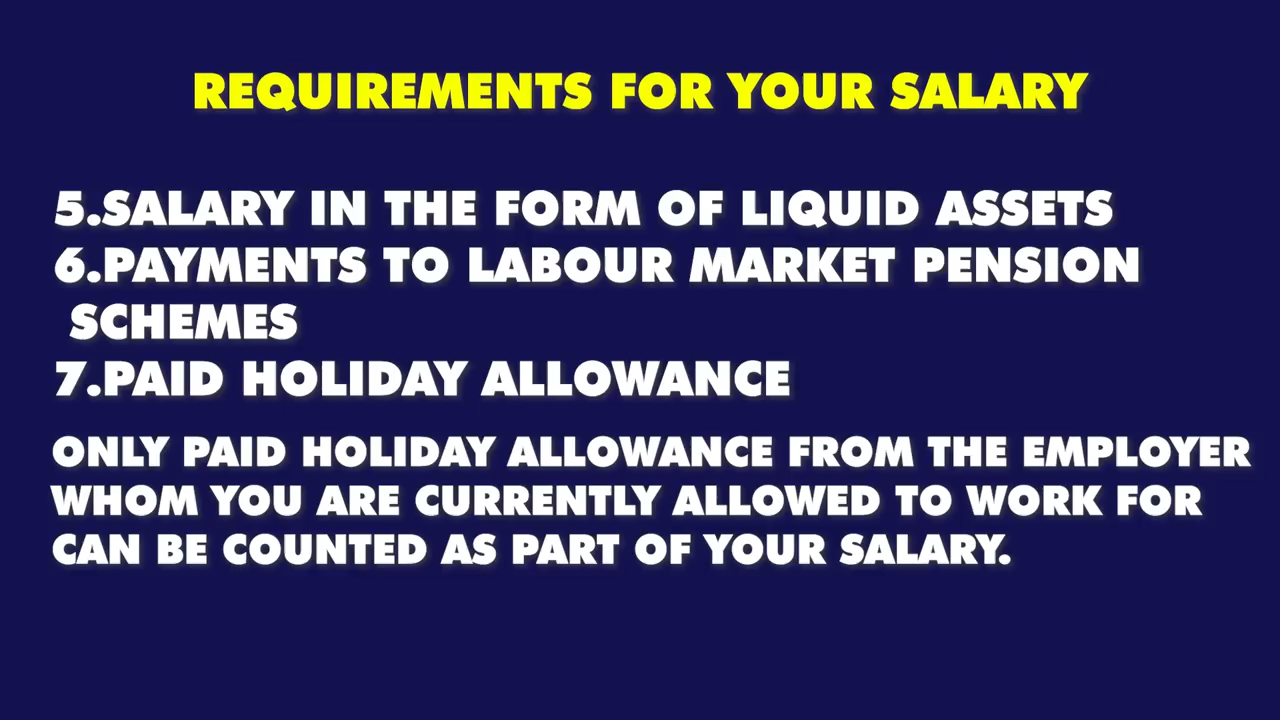 REQUIREMENTS FOR YOUR SALARY
5.SALARY IN THE FORM OF LIQUID ASSETS
6.PAYMENTS TO LABOUR MARKET PENSION
SCHEMES
7.PAID HOLIDAY ALLOWANCE
ONLY PAID HOLIDAY ALLOWANCE FROM THE EMPLOYER
WHOM YOU ARE CURRENTLY ALLOWED TO WORK FOR
CAN BE COUNTED AS PART OF YOUR SALARY.